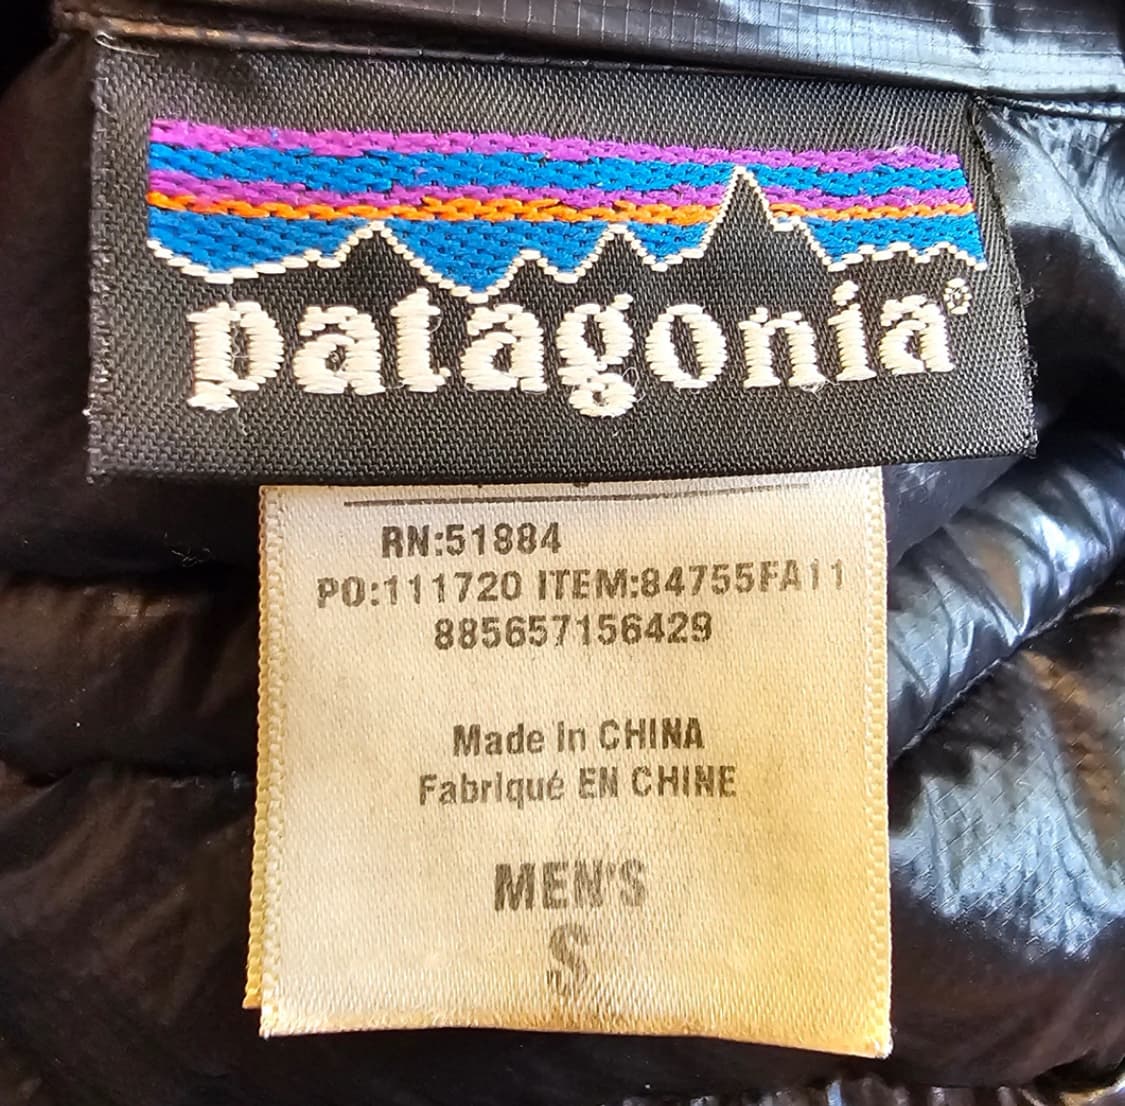 patagonia®
RN:51884
PO:111720 ITEM:84755FA11
885657156429
Made in CHINA
Fabriqué EN CHINE
MEN'S
S